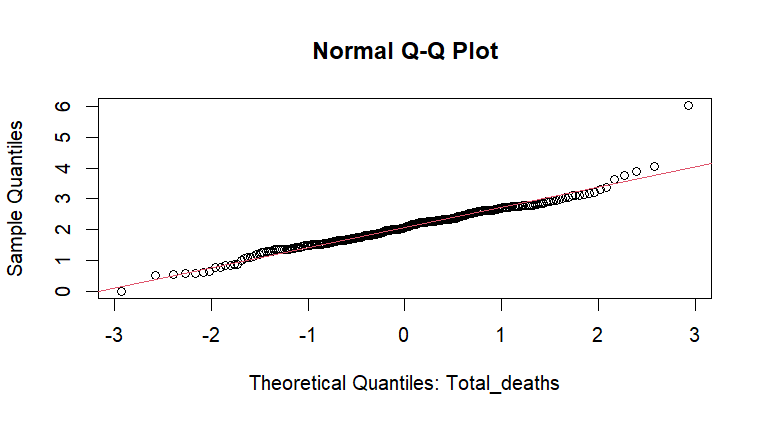 Normal Q-Q Plot
Sample Quantiles
6
5
4
3
2
1
0
-3 -2 -1 0 1 2 3
Theoretical Quantiles: Total_deaths